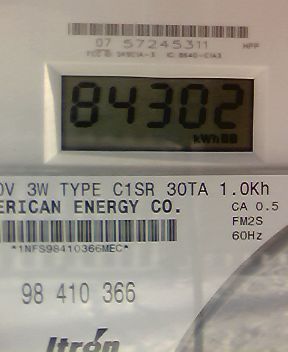 07 57245311
84302
kWh
0V 3W TYPE C1SR 30TA 1.0Kh
ERICAN ENERGY CO.
CA 0.5
FM2S
60Hz
*1NFS98410366MEC*
98 410 366
Itrón